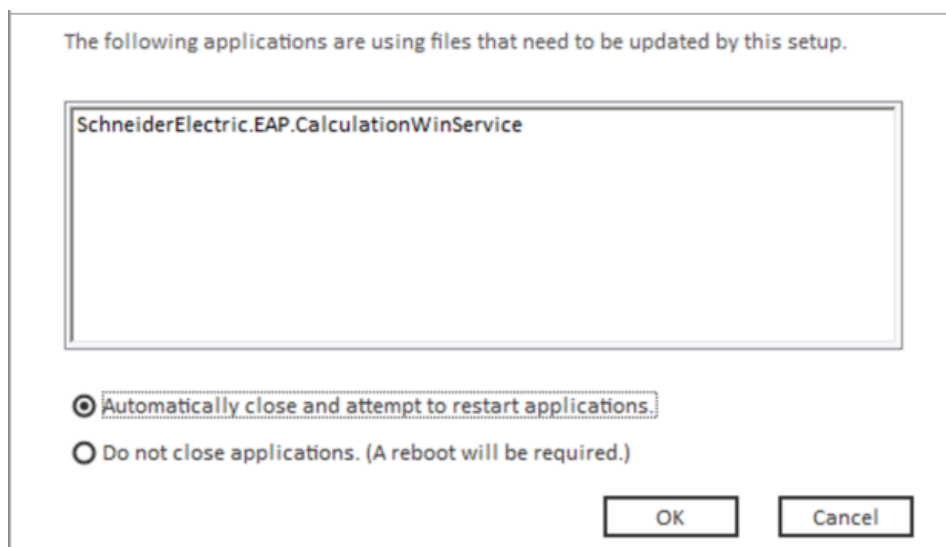 The following applications are using files that need to be updated by this setup.
SchneiderElectric.EAP.CalculationWinService
Automatically close and attempt to restart applications.
Do not close applications. (A reboot will be required.)
OK Cancel